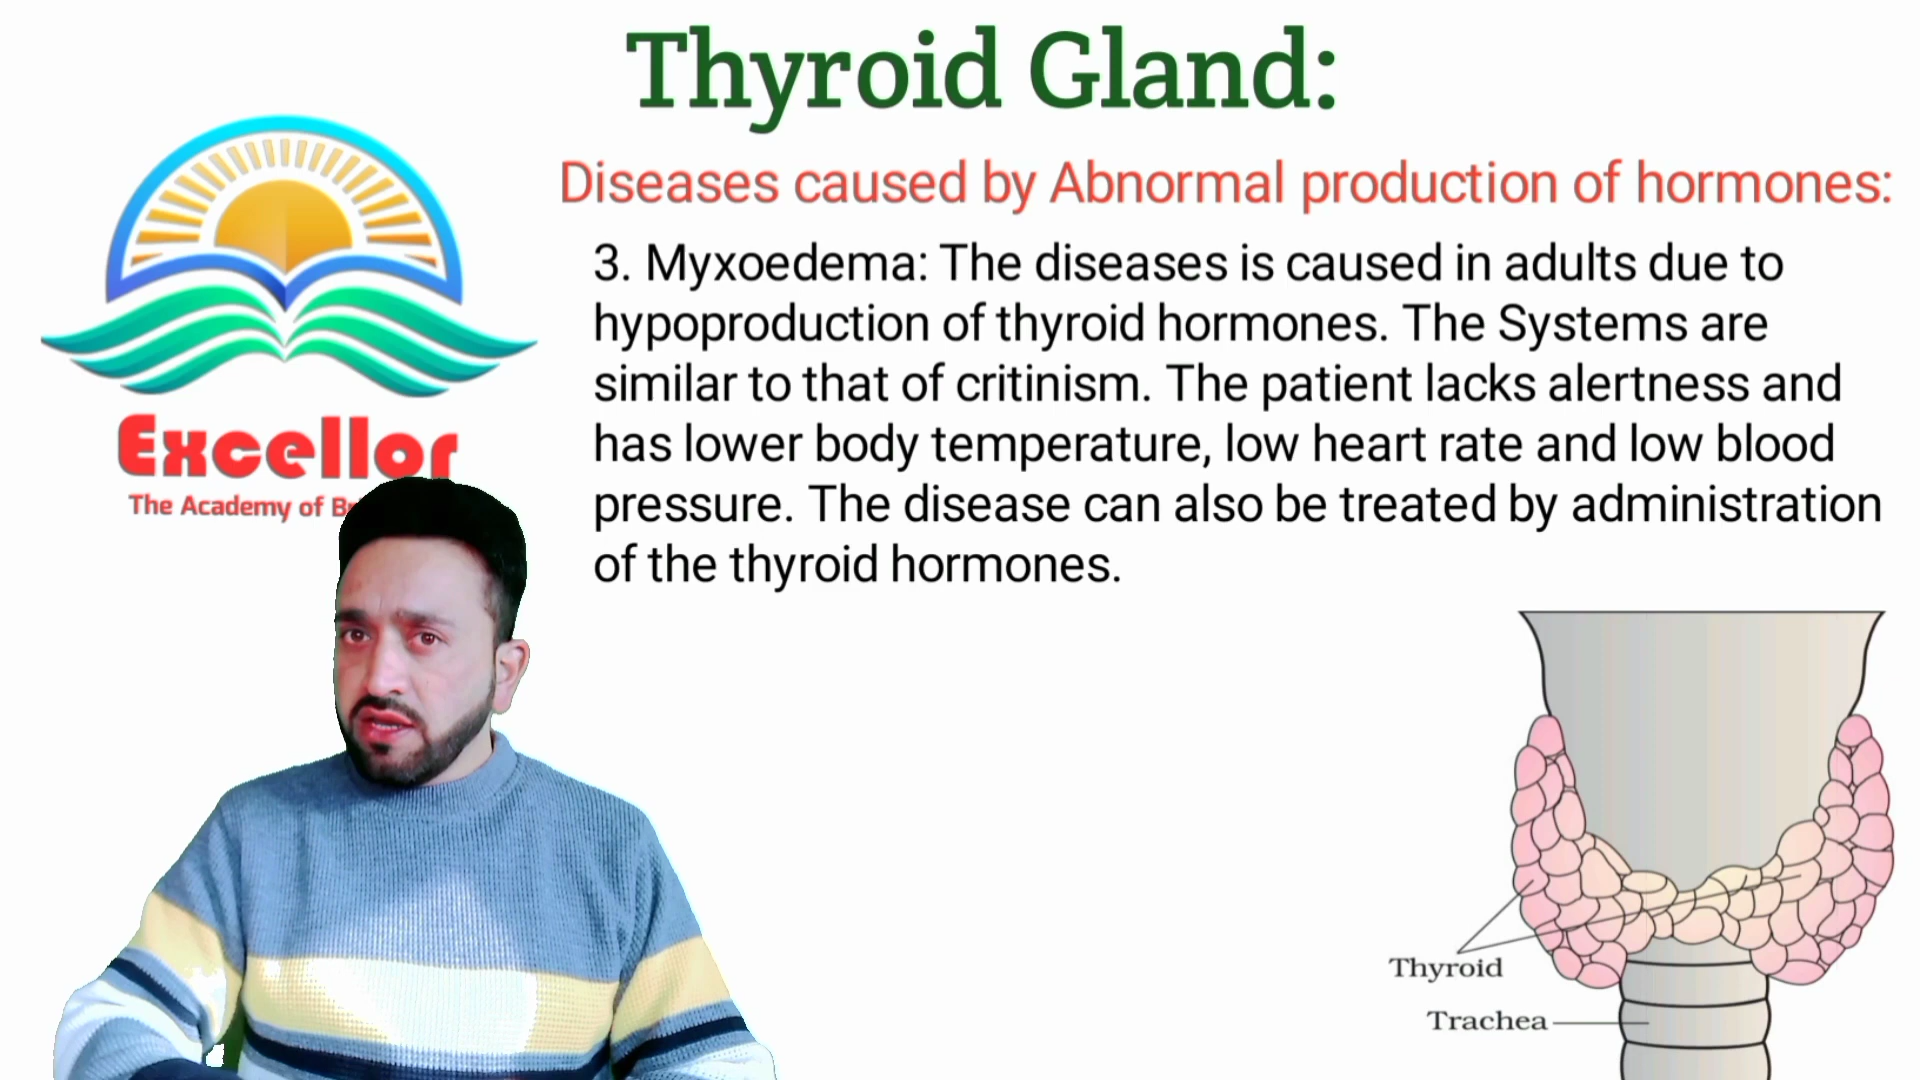 Thyroid Gland:
Diseases caused by Abnormal production of hormones:
3. Myxoedema: The diseases is caused in adults due to
hypoproduction of thyroid hormones. The Systems are
similar to that of critinism. The patient lacks alertness and
has lower body temperature, low heart rate and low blood
pressure. The disease can also be treated by administration
of the thyroid hormones.
Excellor
The Academy of
Thyroid
Trachea